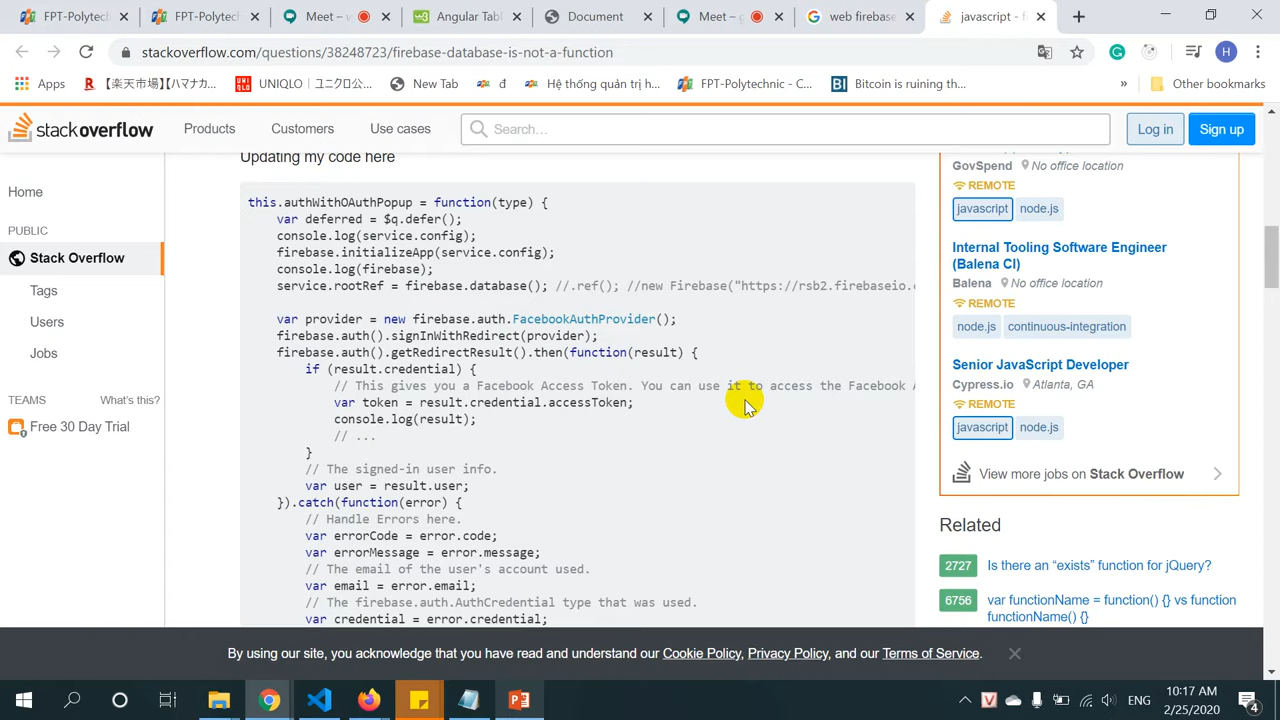 FPT-Polytec
FPT-Polytec
Meet –
Angular Tab
Document
Meet –
web firebase
javascript -
stackoverflow.com/questions/38248723/firebase-database-is-not-a-function
H
Apps
【楽天市場】【ハマナカ...
UNIQLO｜ユニクロ公...
New Tab
đ
Hệ thống quản trị h...
FPT-Polytechnic - C...
BI
Bitcoin is ruining th...
»
Other bookmarks
stackoverflow
Products
Customers
Use cases
Search...
Log in
Sign up
Home
PUBLIC
Stack Overflow
Tags
Users
Jobs
TEAMS
What's this?
Free 30 Day Trial
Updating my code here
this.authWithOAuthPopup = function(type) {
var deferred = $q.defer();
console.log(service.config);
firebase.initializeApp(service.config);
console.log(firebase);
service.rootRef = firebase.database(); //.ref(); //new Firebase("https://rsb2.firebaseio.c
var provider = new firebase.auth.FacebookAuthProvider();
firebase.auth().signInWithRedirect(provider);
firebase.auth().getRedirectResult().then(function(result) {
if (result.credential) {
// This gives you a Facebook Access Token. You can use it to access the Facebook A
var token = result.credential.accessToken;
console.log(result);
// ...
}
// The signed-in user info.
var user = result.user;
}).catch(function(error) {
// Handle Errors here.
var errorCode = error.code;
var errorMessage = error.message;
// The email of the user's account used.
var email = error.email;
// The firebase.auth.AuthCredential type that was used.
var credential = error.credential;
GovSpend
No office location
REMOTE
javascript
node.js
Internal Tooling Software Engineer
(Balena CI)
Balena
No office location
REMOTE
node.js
continuous-integration
Senior JavaScript Developer
Cypress.io
Atlanta, GA
REMOTE
javascript
node.js
View more jobs on Stack Overflow
Related
2727
Is there an “exists” function for jQuery?
6756
var functionName = function() {} vs function
functionName() {}
By using our site, you acknowledge that you have read and understand our Cookie Policy, Privacy Policy, and our Terms of Service.
ENG
10:17 AM
2/25/2020
4